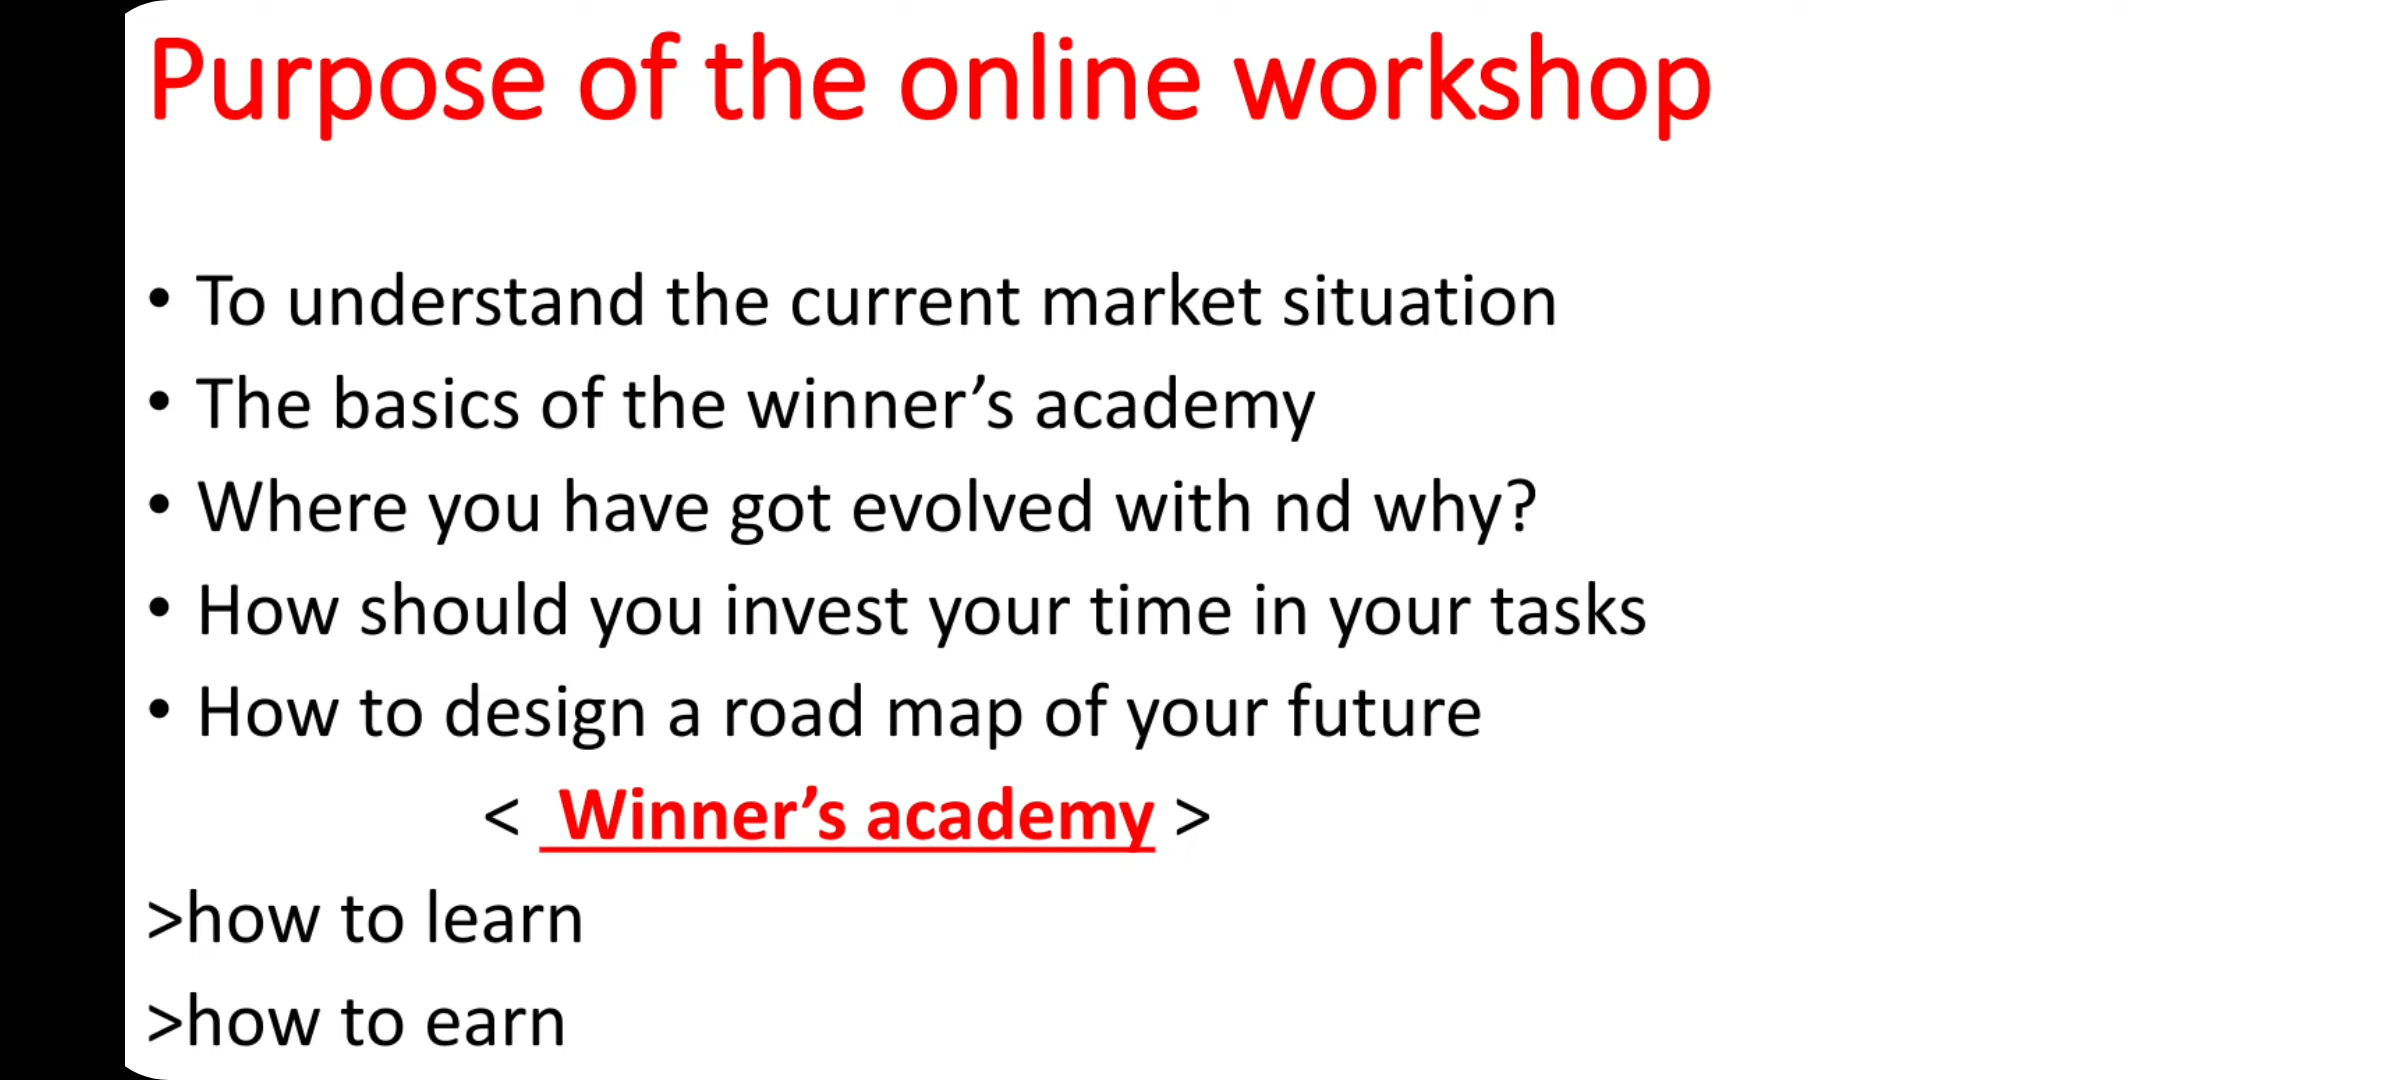 Purpose of the online workshop
• To understand the current market situation
• The basics of the winner’s academy
• Where you have got evolved with nd why?
• How should you invest your time in your tasks
• How to design a road map of your future
< Winner’s academy >
>how to learn
>how to earn